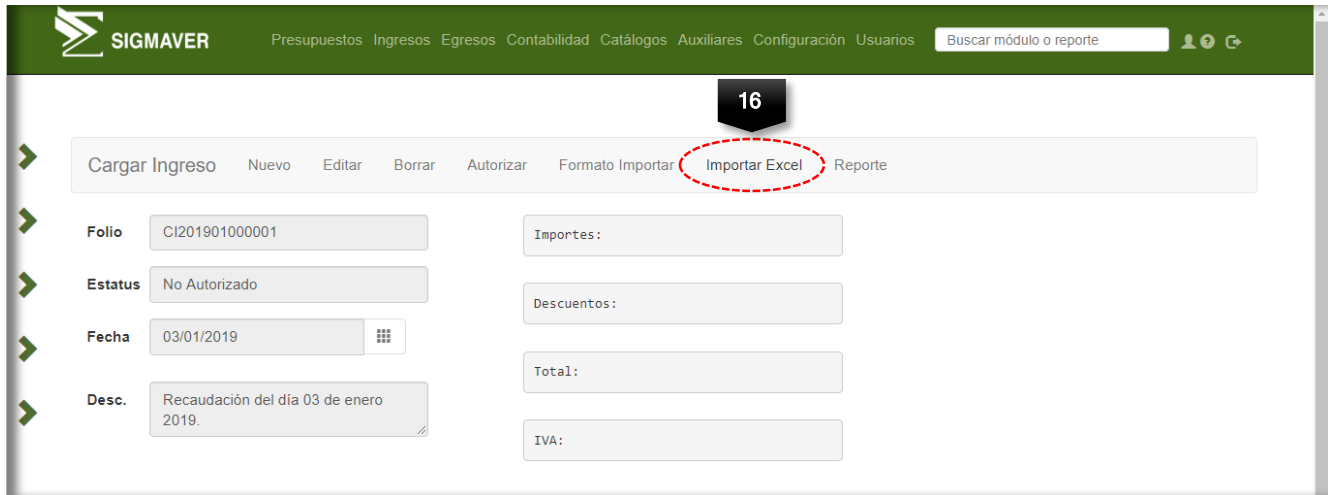 SIGMAVER Presupuestos Ingresos Egresos Contabilidad Catálogos Auxiliares Configuración Usuarios Buscar módulo o reporte
16
Cargar Ingreso Nuevo Editar Borrar Autorizar Formato Importar Importar Excel Reporte
Folio CI201901000001
Importes:
Estatus No Autorizado
Descuentos:
Fecha 03/01/2019
Total:
Desc. Recaudación del día 03 de enero
2019.
IVA: